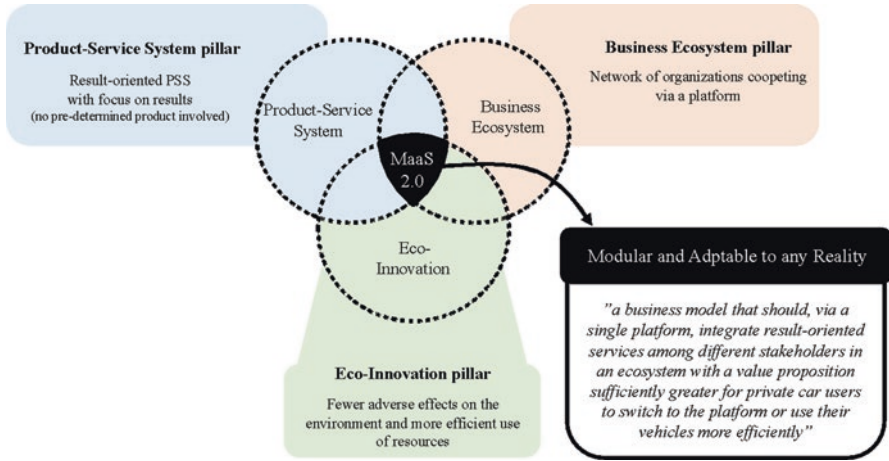 Product-Service System pillar
Result-oriented PSS
with focus on results
(no pre-determined product involved)
Business Ecosystem pillar
Network of organizations coopeting
via a platform
Product-Service
System
Business
Ecosystem
MaaS
2.0
Eco-
Innovation
Modular and Adptable to any Reality
"a business model that should, via a
single platform, integrate result-oriented
services among different stakeholders in
an ecosystem with a value proposition
sufficiently greater for private car users
to switch to the platform or use their
vehicles more efficiently"
Eco-Innovation pillar
Fewer adverse effects on the
environment and more efficient use
of resources